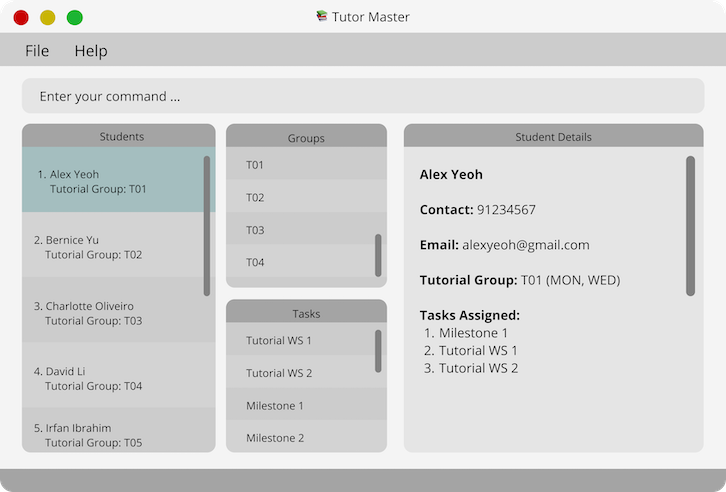 Tutor Master
File Help
Enter your command ...
Students
1. Alex Yeoh
Tutorial Group: T01
2. Bernice Yu
Tutorial Group: T02
3. Charlotte Oliveiro
Tutorial Group: T03
4. David Li
Tutorial Group: T04
5. Irfan Ibrahim
Tutorial Group: T05
Groups
T01
T02
T03
T04
Tasks
Tutorial WS 1
Tutorial WS 2
Milestone 1
Milestone 2
Student Details
Alex Yeoh
Contact: 91234567
Email: alexyeoh@gmail.com
Tutorial Group: T01 (MON, WED)
Tasks Assigned:
1. Milestone 1
2. Tutorial WS 1
3. Tutorial WS 2